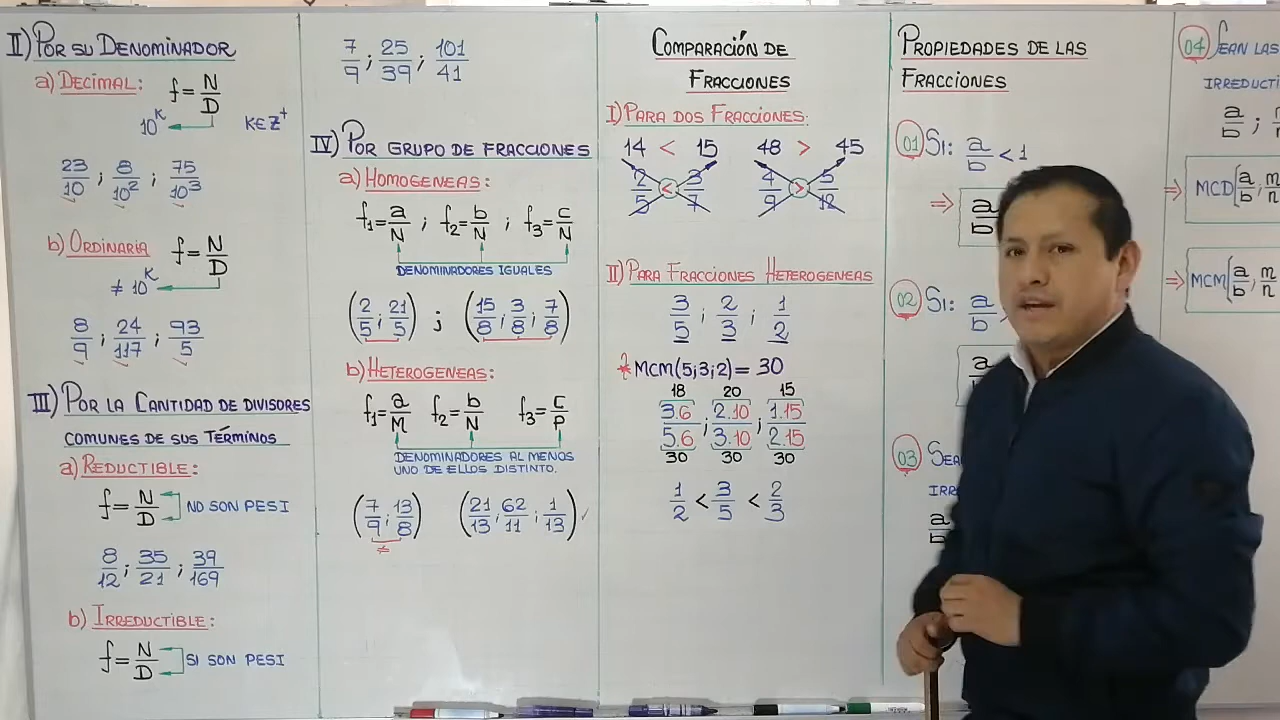 II) POR SU DENOMINADOR
a) DECIMAL: f = N/D
10^K K ∈ Z⁺
23/10 ; 8/10² ; 75/10³
b) ORDINARIA f = N/D
≠ 10^K
8/9 ; 24/117 ; 93/5
III) POR LA CANTIDAD DE DIVISORES
COMUNES DE SUS TÉRMINOS
a) REDUCTIBLE:
f = N/D NO SON PESI
8/12 ; 35/21 ; 39/169
b) IRREDUCTIBLE:
f = N/D SI SON PESI
7/9 ; 25/39 ; 101/41
IV) POR GRUPO DE FRACCIONES
a) HOMOGENEAS:
f₁ = a/N ; f₂ = b/N ; f₃ = c/N
DENOMINADORES IGUALES
(2/5 ; 21/5) ; (15/8 ; 3/8 ; 7/8)
b) HETEROGENEAS:
f₁ = a/M f₂ = b/N f₃ = c/P
DENOMINADORES AL MENOS
UNO DE ELLOS DISTINTO.
(7/9 ; 13/8) (21/13 ; 62/11 ; 1/13) ✓
≠
COMPARACIÓN DE
FRACCIONES
I) PARA DOS FRACCIONES:
14 < 15 48 > 45
2/5 < 3/7 4/9 > 5/12
II) PARA FRACCIONES HETEROGENEAS
3/5 ; 2/3 ; 1/2
* MCM(5;3;2) = 30
18 20 15
3.6/5.6 ; 2.10/3.10 ; 1.15/2.15
30 30 30
1/2 < 3/5 < 2/3
PROPIEDADES DE LAS
FRACCIONES
01 SI: a/b < 1
⇒ a/b
02 SI: a/b
a/b
03 SEA
IRR
a/b
04 SEAN LAS
IRREDUCTI
a/b ;
⇒ MCD(a/b ; m/n
⇒ MCM(a/b ; m/n